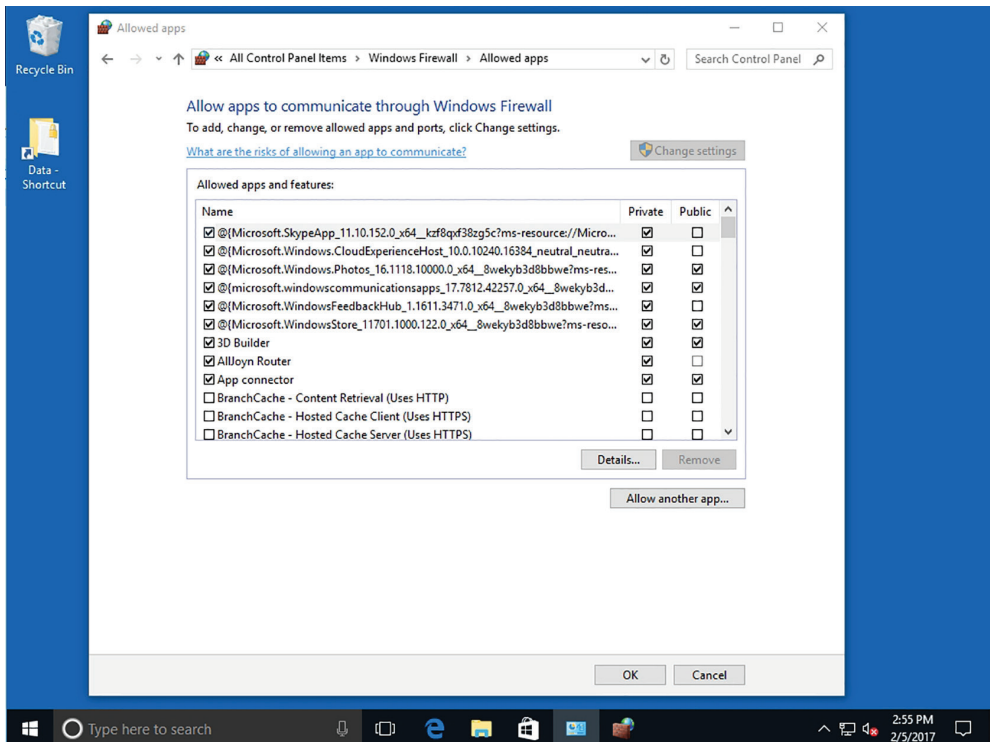 Recycle Bin
Data -
Shortcut
Allowed apps
« All Control Panel Items > Windows Firewall > Allowed apps
Search Control Panel
Allow apps to communicate through Windows Firewall
To add, change, or remove allowed apps and ports, click Change settings.
What are the risks of allowing an app to communicate?
Change settings
Allowed apps and features:
Name Private Public
@{Microsoft.SkypeApp_11.10.152.0_x64__kzf8qxf38zg5c?ms-resource://Micro...
@{Microsoft.Windows.CloudExperienceHost_10.0.10240.16384_neutral_neutra...
@{Microsoft.Windows.Photos_16.1118.10000.0_x64__8wekyb3d8bbwe?ms-res...
@{microsoft.windowscommunicationsapps_17.7812.42257.0_x64__8wekyb3d...
@{Microsoft.WindowsFeedbackHub_1.1611.3471.0_x64__8wekyb3d8bbwe?ms...
@{Microsoft.WindowsStore_11701.1000.122.0_x64__8wekyb3d8bbwe?ms-reso...
3D Builder
AllJoyn Router
App connector
BranchCache - Content Retrieval (Uses HTTP)
BranchCache - Hosted Cache Client (Uses HTTPS)
BranchCache - Hosted Cache Server (Uses HTTPS)
Details... Remove
Allow another app...
OK Cancel
Type here to search
2:55 PM
2/5/2017